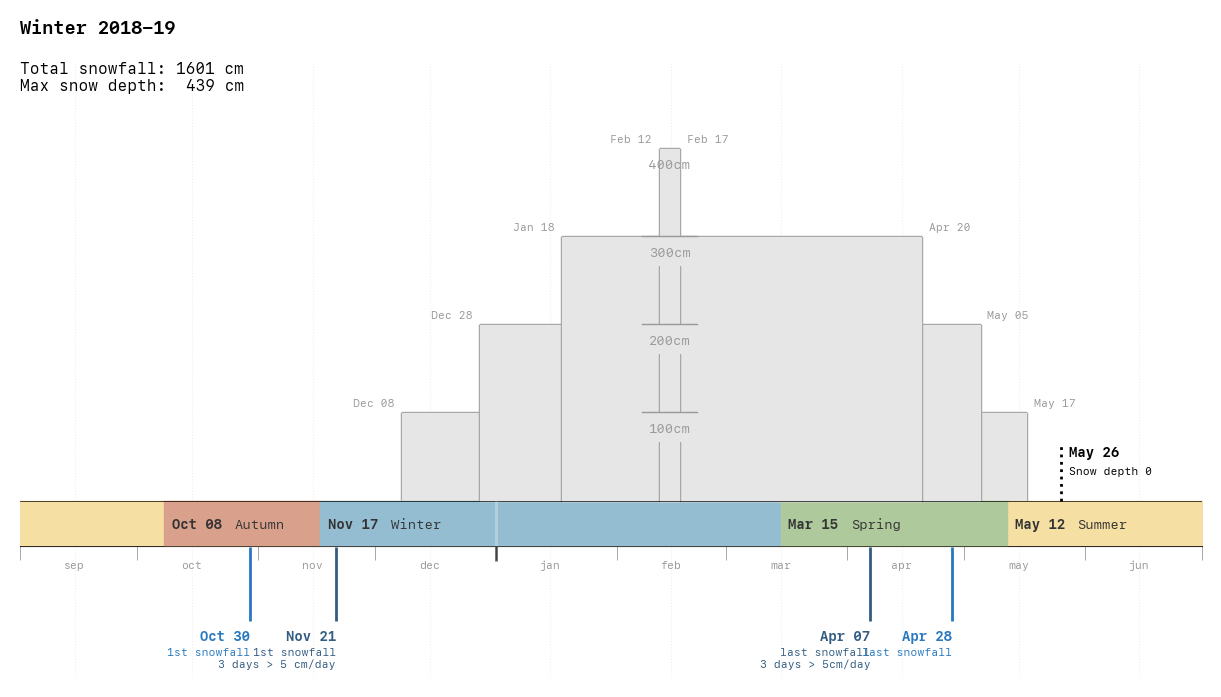 Winter 2018–19
Total snowfall: 1601 cm
Max snow depth: 439 cm
Feb 12 Feb 17
400cm
Jan 18 Apr 20
300cm
Dec 28 May 05
200cm
Dec 08 May 17
100cm
May 26
Snow depth 0
Oct 08 Autumn Nov 17 Winter Mar 15 Spring May 12 Summer
sep oct nov dec jan feb mar apr may jun
Oct 30 Nov 21 Apr 07 Apr 28
1st snowfall 1st snowfall last snowfall last snowfall
3 days > 5 cm/day 3 days > 5cm/day